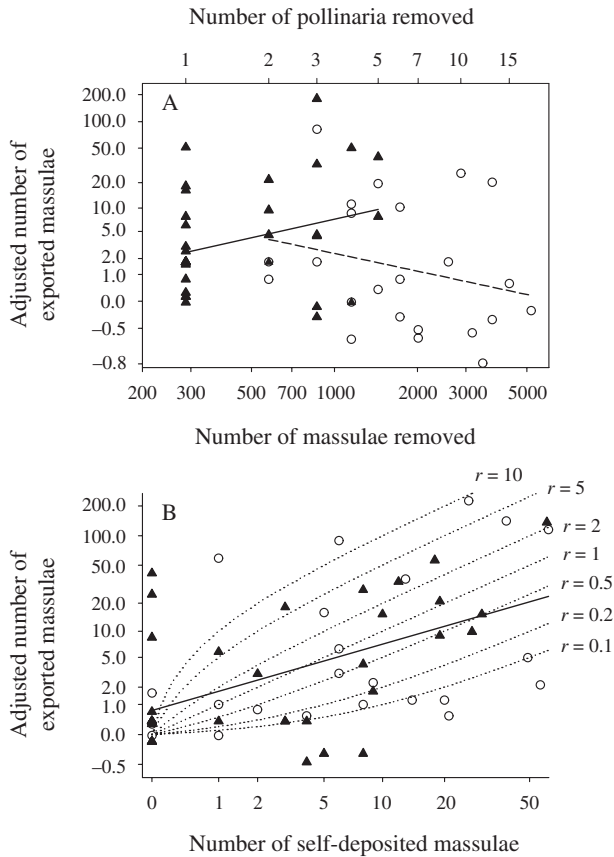 Number of pollinaria removed
1 2 3 5 7 10 15
A
200.0
100.0
50.0
20.0
10.0
5.0
2.0
1.0
0.0
–0.5
–0.8
Adjusted number of
exported massulae
200 300 500 700 1000 2000 3000 5000
Number of massulae removed
B
r = 10
r = 5
r = 2
r = 1
r = 0.5
r = 0.2
r = 0.1
200.0
100.0
50.0
20.0
10.0
5.0
2.0
1.0
0.0
–0.5
Adjusted number of
exported massulae
0 1 2 5 10 20 50
Number of self-deposited massulae